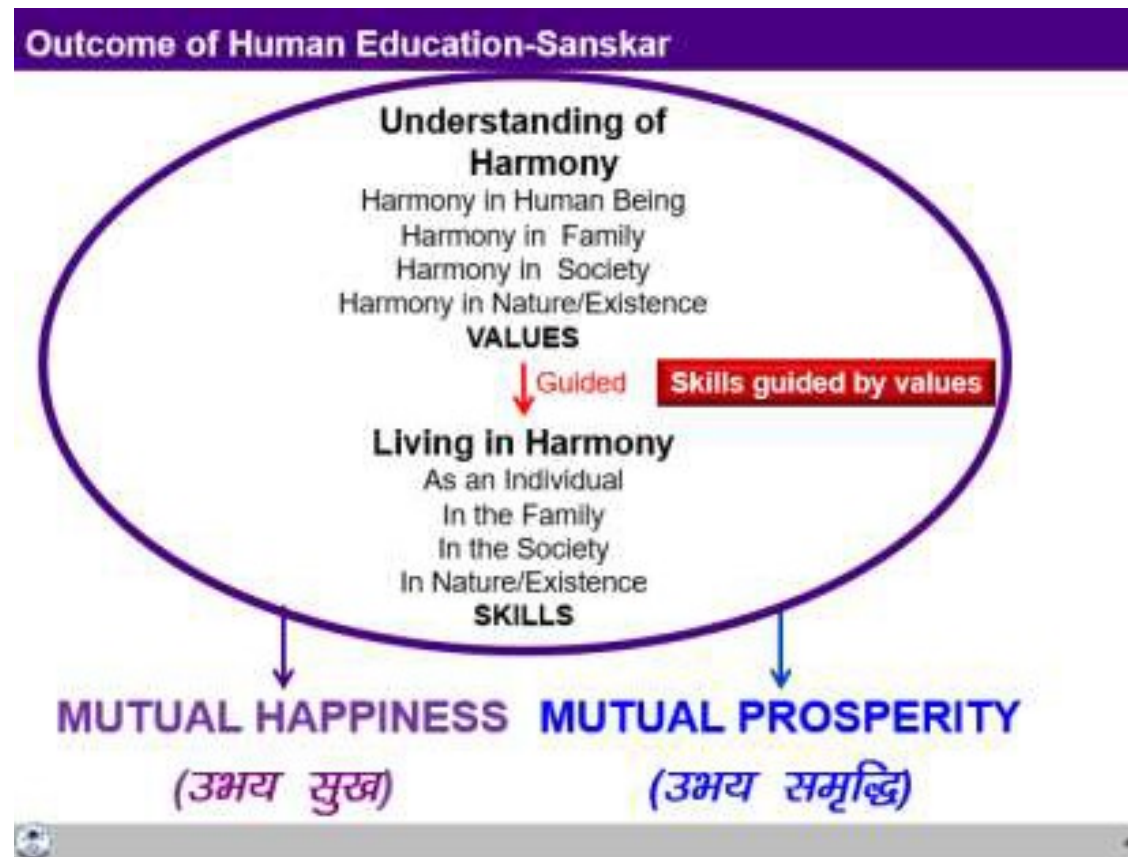 Outcome of Human Education-Sanskar
Understanding of
Harmony
Harmony in Human Being
Harmony in Family
Harmony in Society
Harmony in Nature/Existence
VALUES
Guided
Skills guided by values
Living in Harmony
As an Individual
In the Family
In the Society
In Nature/Existence
SKILLS
MUTUAL HAPPINESS MUTUAL PROSPERITY
(उभय सुख) (उभय समृद्धि)